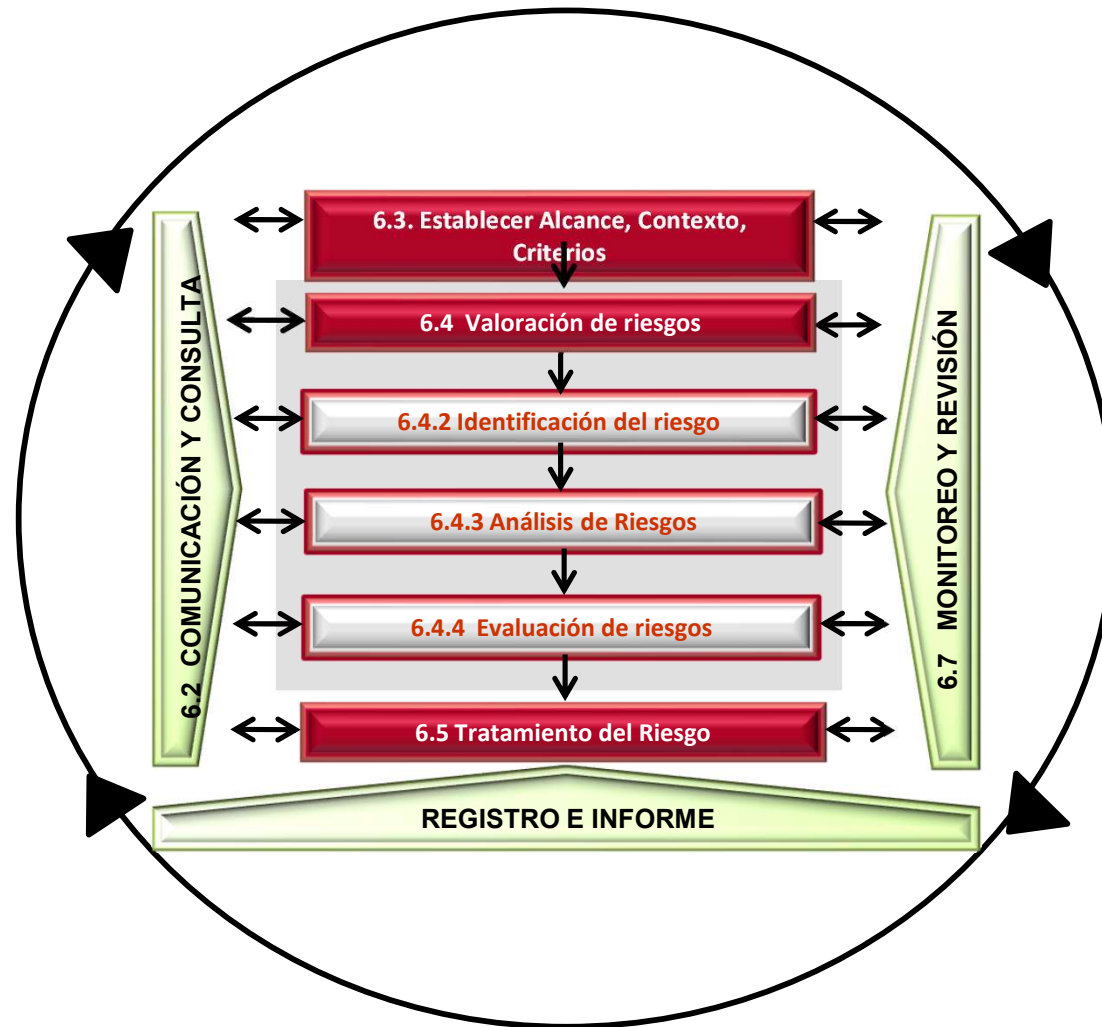 6.3. Establecer Alcance, Contexto,
Criterios
6.4 Valoración de riesgos
6.4.2 Identificación del riesgo
6.4.3 Análisis de Riesgos
6.4.4 Evaluación de riesgos
6.5 Tratamiento del Riesgo
6.2 COMUNICACIÓN Y CONSULTA
6.7 MONITOREO Y REVISIÓN
REGISTRO E INFORME